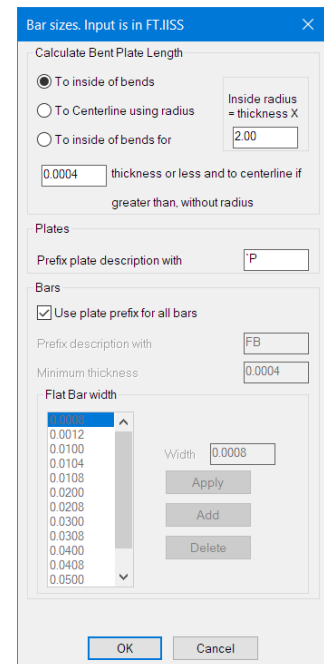 Bar sizes. Input is in FT.IISS
Calculate Bent Plate Length
To inside of bends
To Centerline using radius
To inside of bends for
Inside radius
= thickness X
2.00
0.0004 thickness or less and to centerline if
greater than, without radius
Plates
Prefix plate description with `P
Bars
Use plate prefix for all bars
Prefix description with FB
Minimum thickness 0.0004
Flat Bar width
0.0008
0.0012
0.0100
0.0104
0.0108
0.0200
0.0208
0.0300
0.0308
0.0400
0.0408
0.0500
Width 0.0008
Apply
Add
Delete
OK Cancel